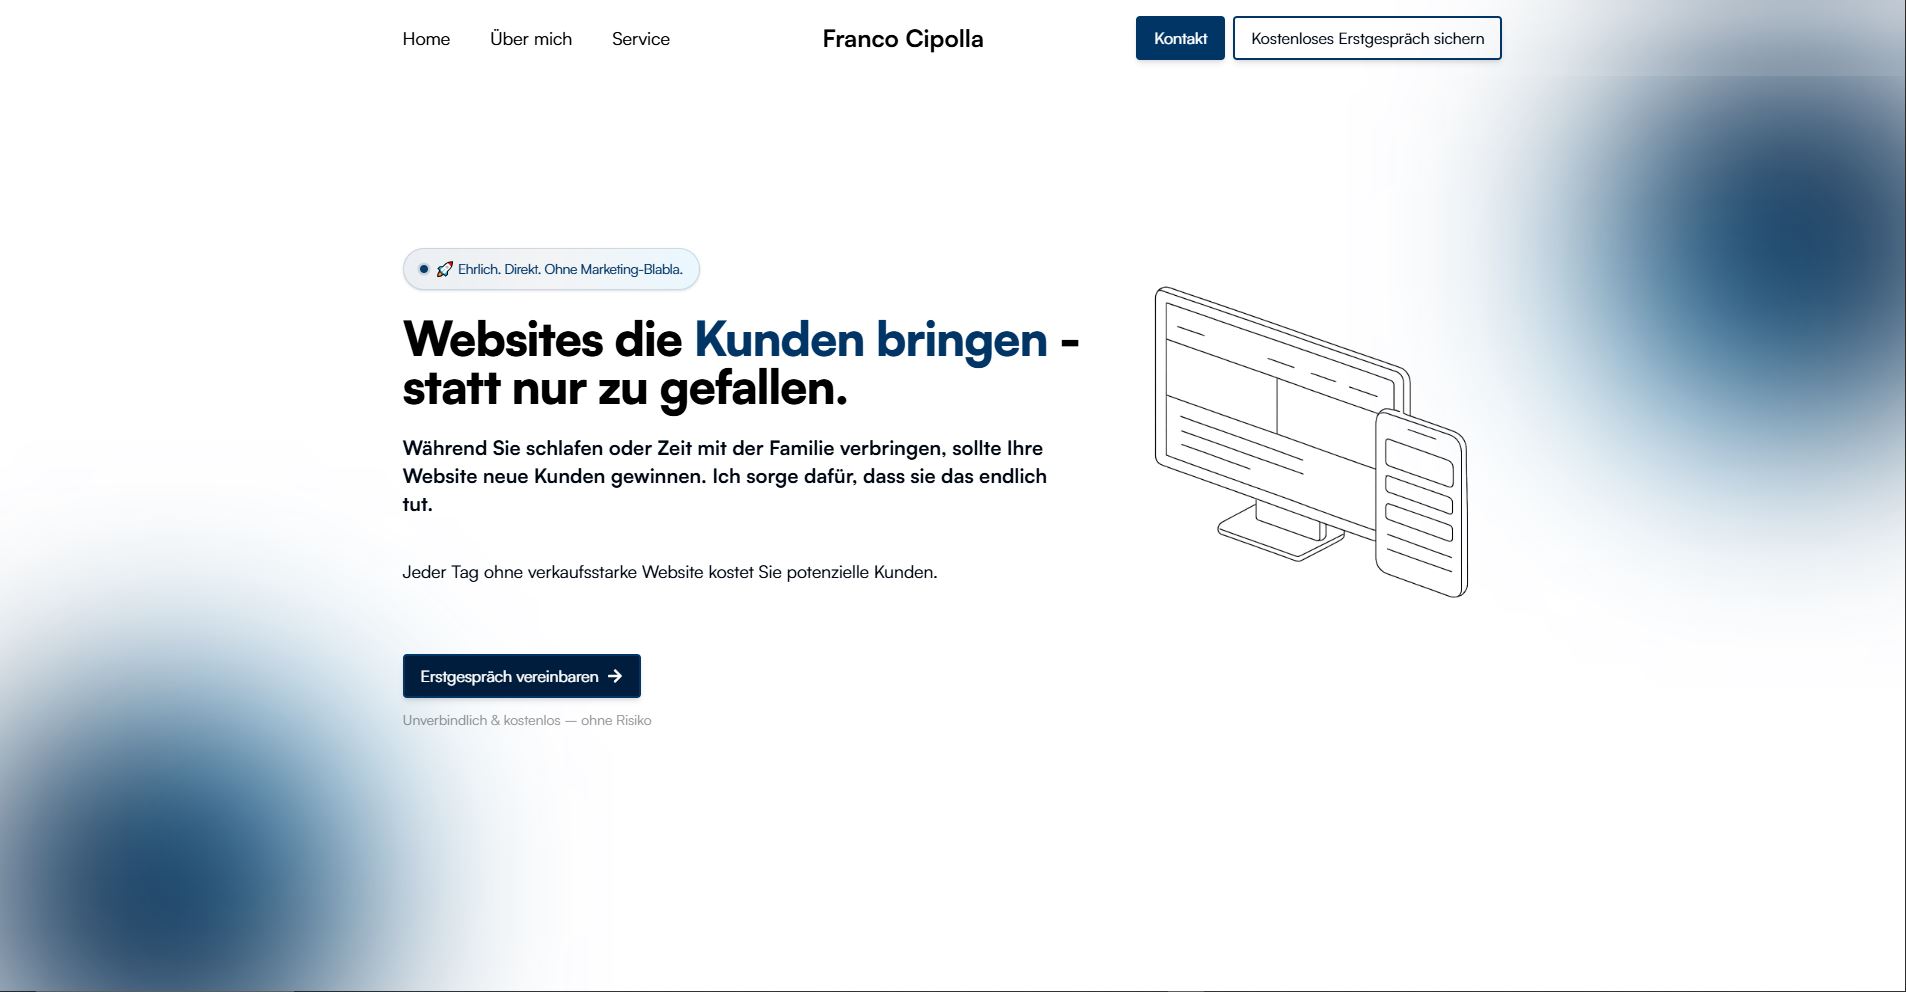 Home
Über mich
Service
Franco Cipolla
Kontakt
Kostenloses Erstgespräch sichern
🚀 Ehrlich. Direkt. Ohne Marketing-Blabla.
Websites die Kunden bringen -
statt nur zu gefallen.
Während Sie schlafen oder Zeit mit der Familie verbringen, sollte Ihre
Website neue Kunden gewinnen. Ich sorge dafür, dass sie das endlich
tut.
Jeder Tag ohne verkaufsstarke Website kostet Sie potenzielle Kunden.
Erstgespräch vereinbaren →
Unverbindlich & kostenlos — ohne Risiko